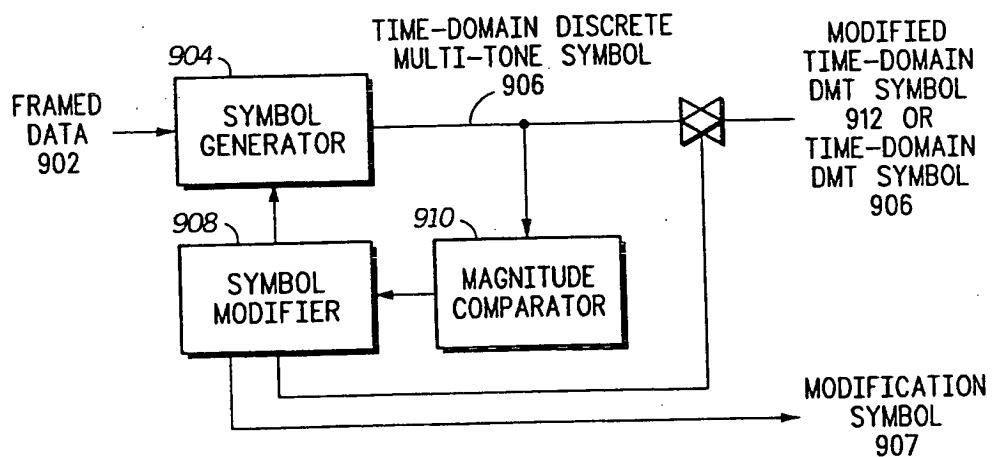 904
TIME-DOMAIN DISCRETE
MULTI-TONE SYMBOL
906
MODIFIED
TIME-DOMAIN
DMT SYMBOL
912 OR
TIME-DOMAIN
DMT SYMBOL
906
FRAMED
DATA
902
SYMBOL
GENERATOR
908
SYMBOL
MODIFIER
910
MAGNITUDE
COMPARATOR
MODIFICATION
SYMBOL
907